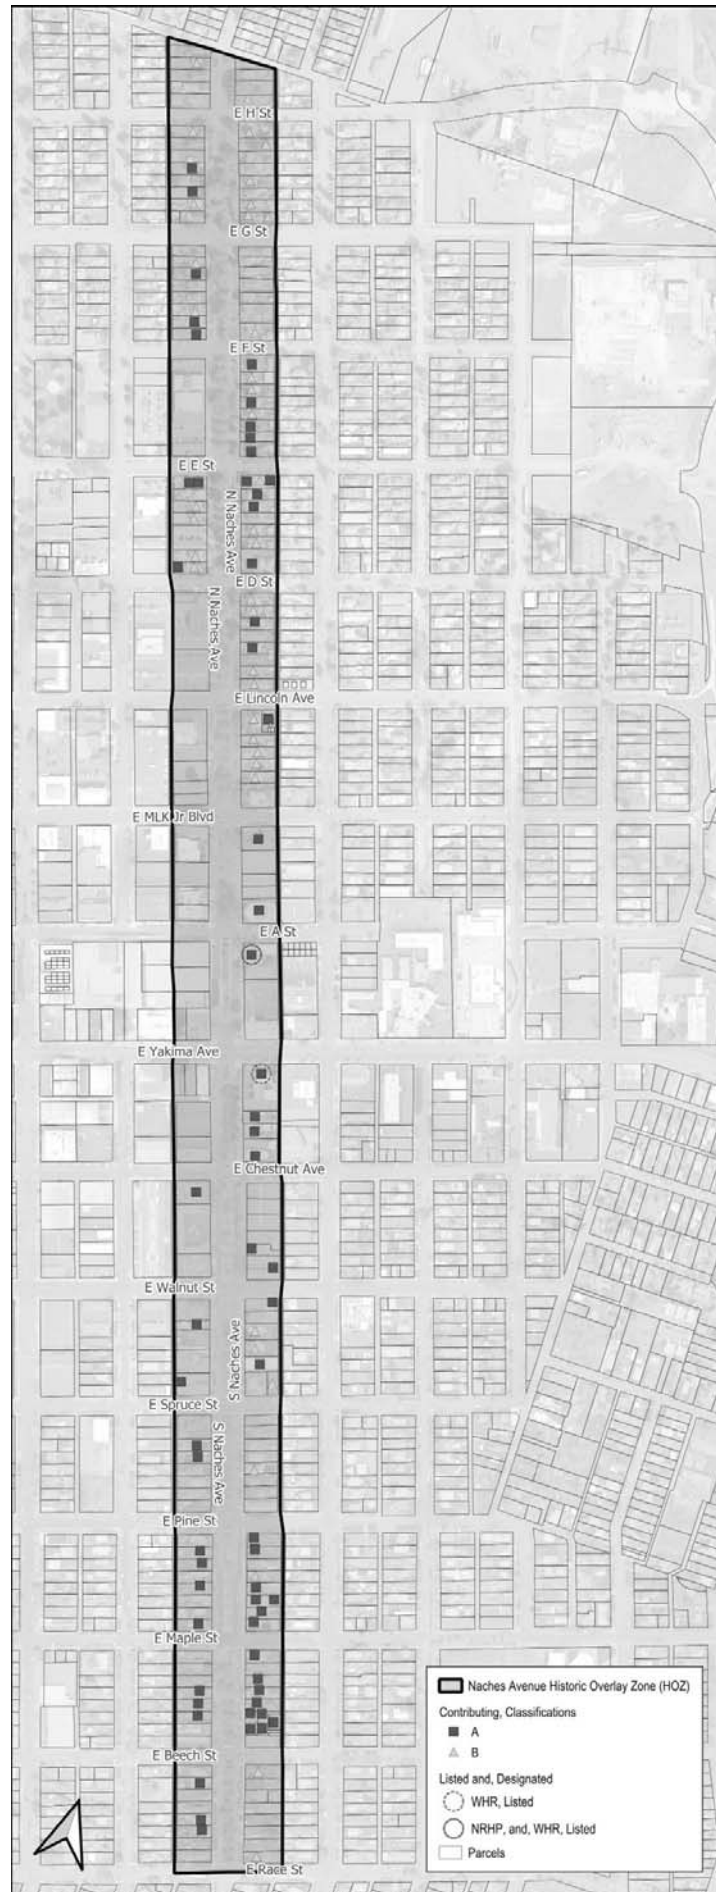 E H St
E G St
E F St
E E St
N Naches Ave
E D St
N Naches Ave
E Lincoln Ave
E MLK Jr Blvd
E A St
E Yakima Ave
E Chestnut Ave
E Walnut St
S Naches Ave
E Spruce St
S Naches Ave
E Pine St
E Maple St
E Beech St
E Race St
Naches Avenue Historic Overlay Zone (HOZ)
Contributing, Classifications
A
B
Listed and, Designated
WHR, Listed
NRHP, and, WHR, Listed
Parcels